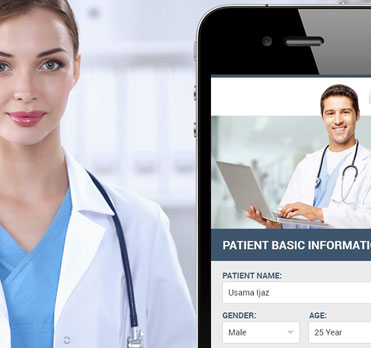 PATIENT BASIC INFORMATI
PATIENT NAME:
Usama Ijaz
GENDER: AGE:
Male 25 Year